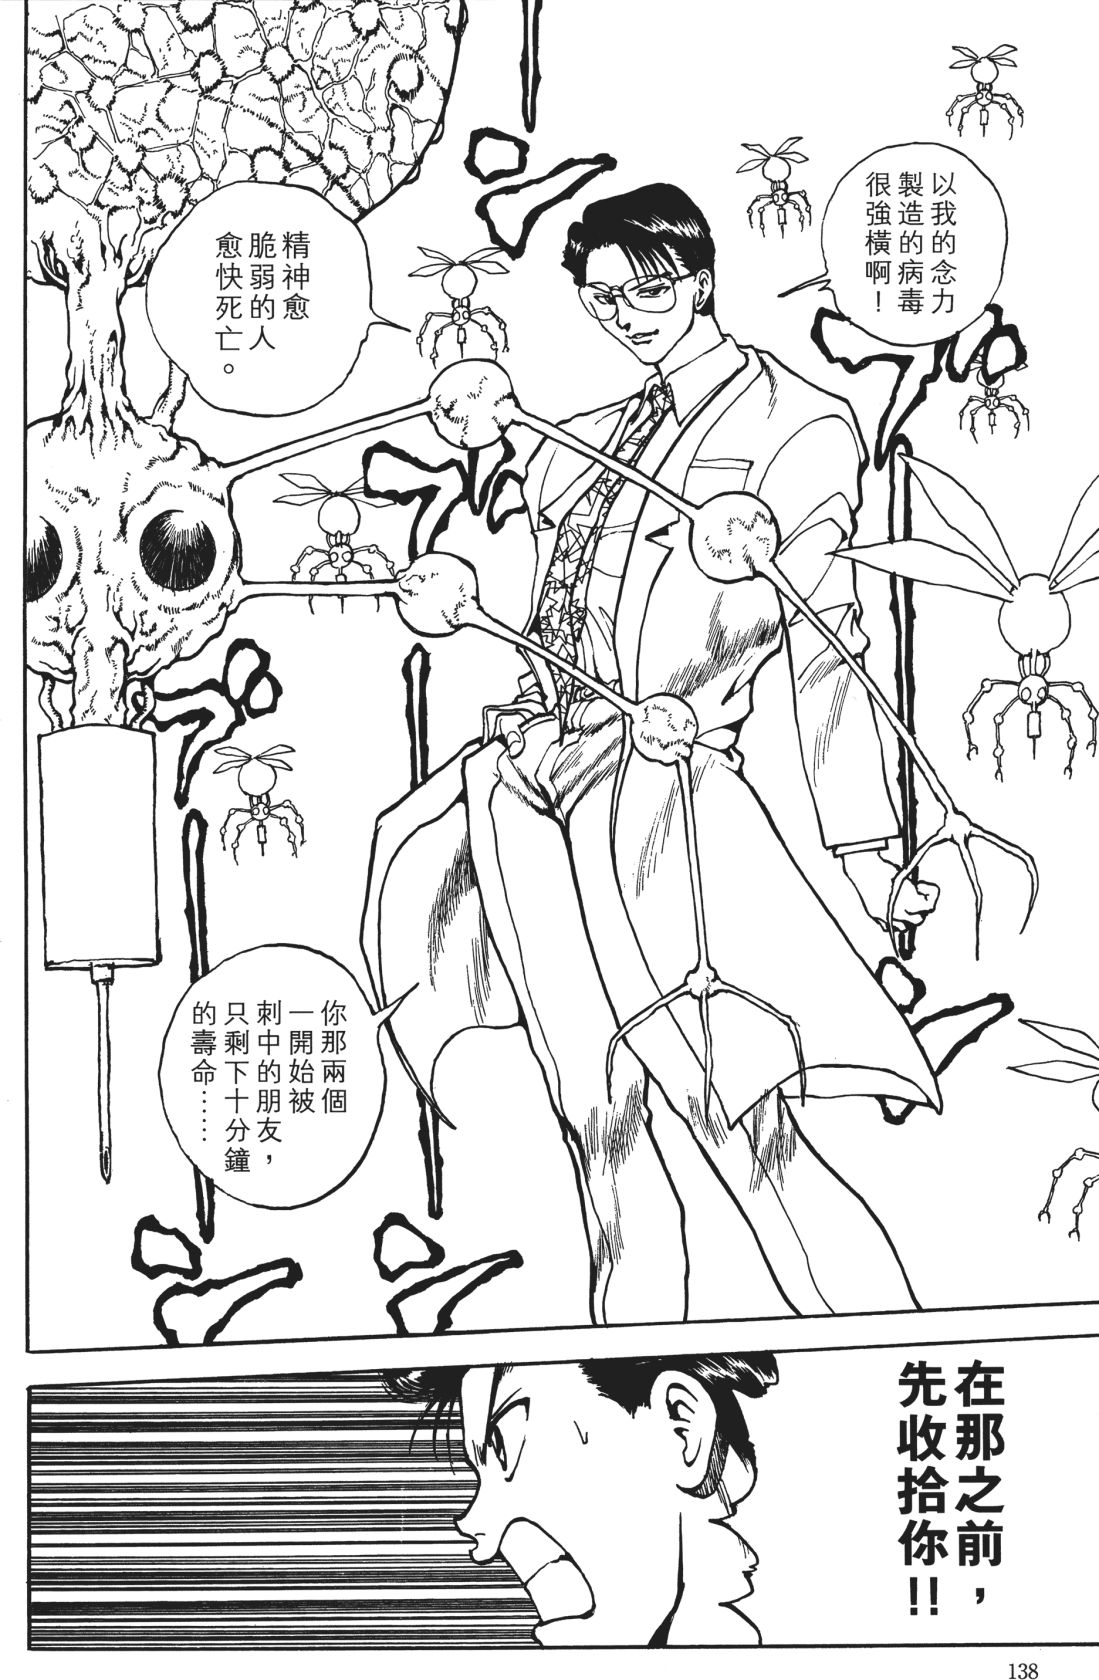 以我的念力
製造的病毒
很強橫啊！
精神愈
脆弱的人
愈快死亡。
你那兩個
一開始被
刺中的朋友，
只剩下十分鐘
的壽命……
在那之前，
先收拾你!!
138